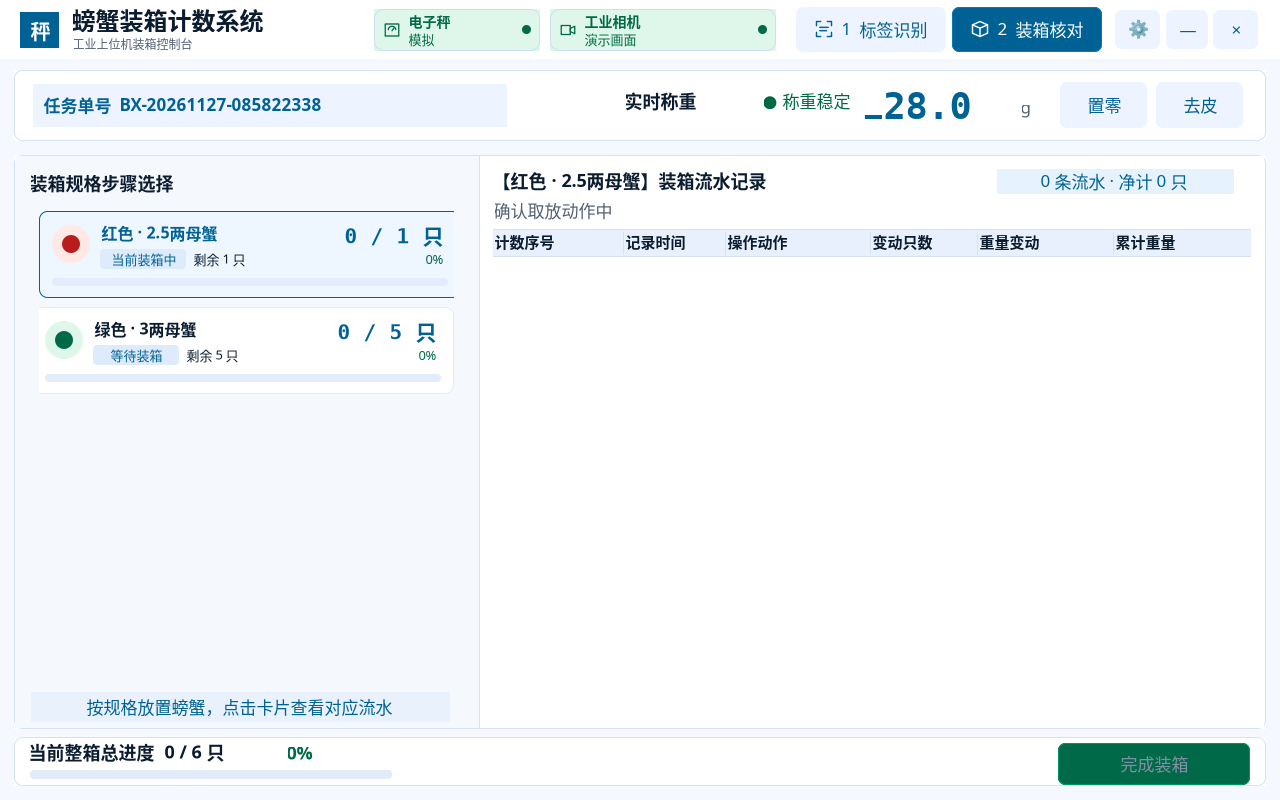 秤
螃蟹装箱计数系统
工业上位机装箱控制台
电子秤
模拟
工业相机
演示画面
1 标签识别
2 装箱核对
— ×
任务单号 BX-20261127-085822338
实时称重
称重稳定
_28.0 g
置零
去皮
装箱规格步骤选择
红色 · 2.5两母蟹
0 / 1 只
当前装箱中 剩余 1 只
0%
绿色 · 3两母蟹
0 / 5 只
等待装箱 剩余 5 只
0%
按规格放置螃蟹，点击卡片查看对应流水
【红色 · 2.5两母蟹】装箱流水记录
0 条流水 · 净计 0 只
确认取放动作中
计数序号 记录时间 操作动作 变动只数 重量变动 累计重量
当前整箱总进度 0 / 6 只 0%
完成装箱